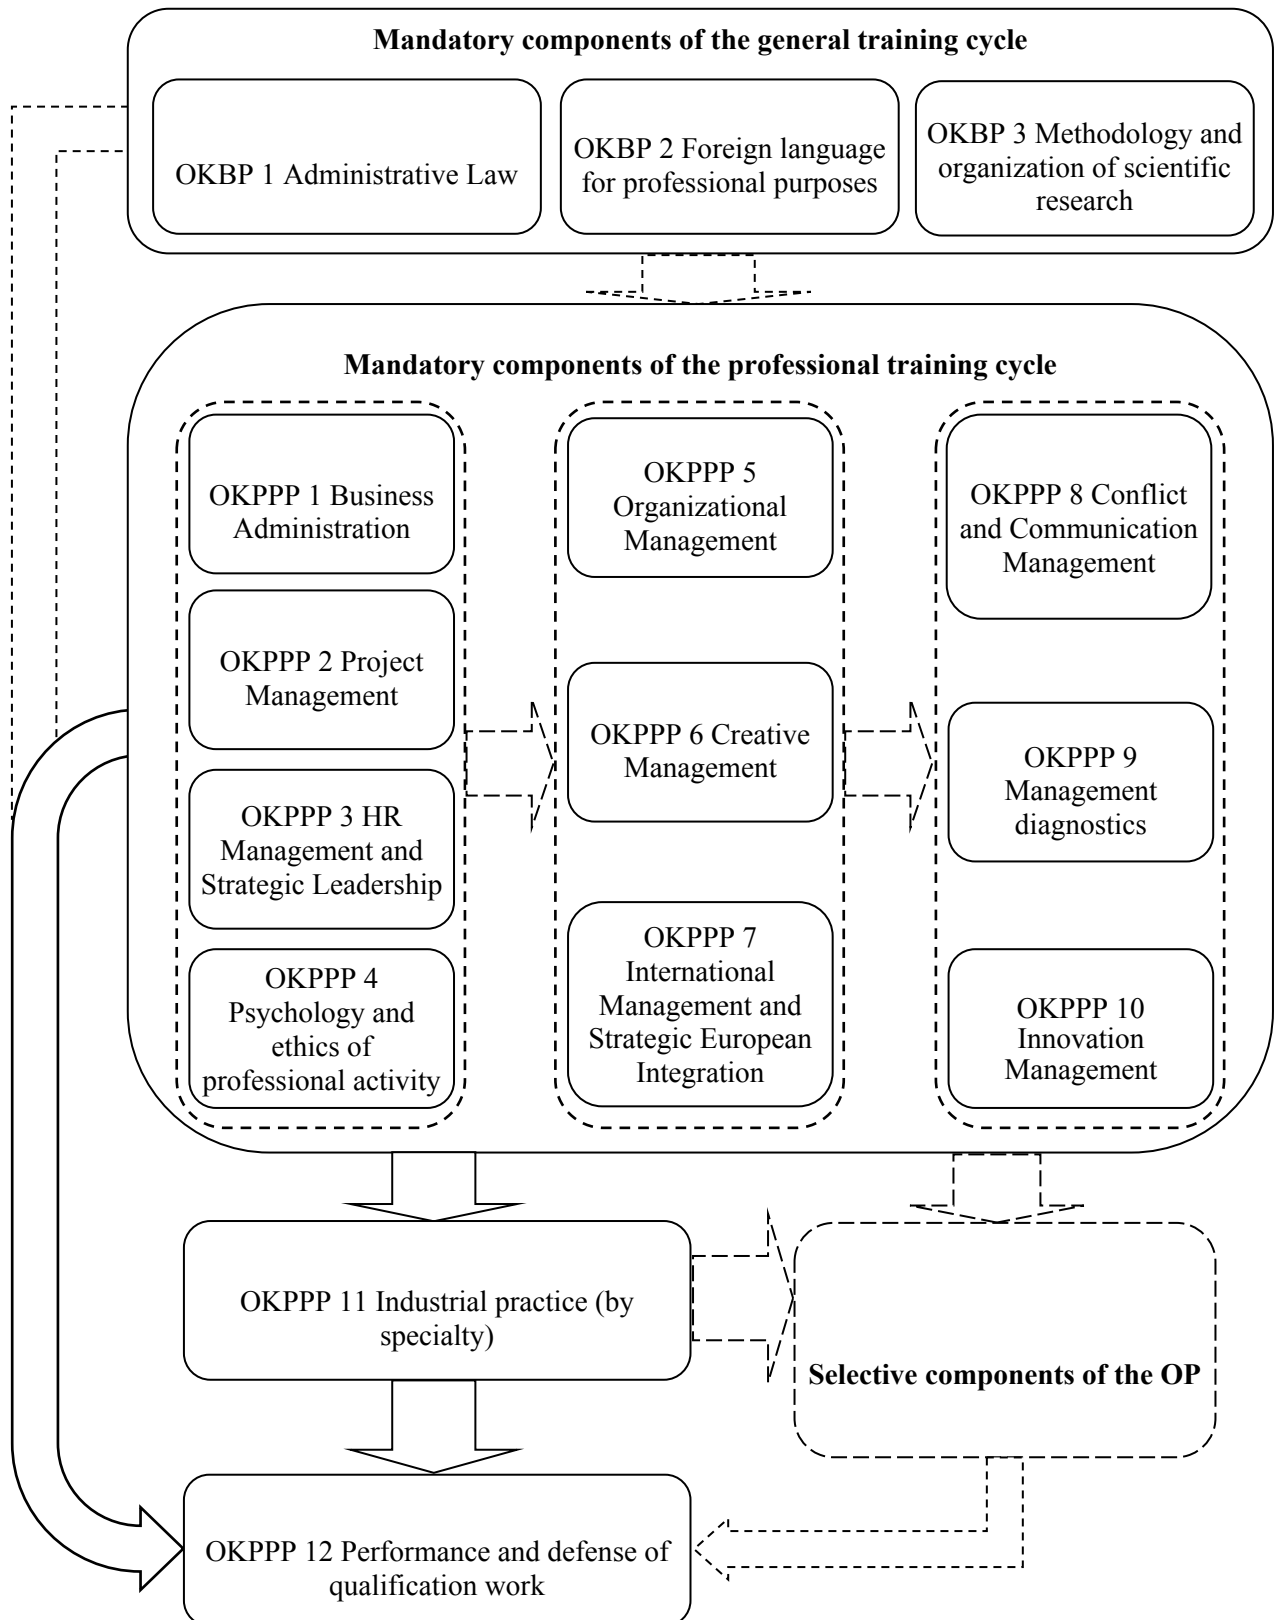 Mandatory components of the general training cycle
OKBP 1 Administrative Law
OKBP 2 Foreign language
for professional purposes
OKBP 3 Methodology and
organization of scientific
research
Mandatory components of the professional training cycle
OKPPP 1 Business
Administration
OKPPP 2 Project
Management
OKPPP 3 HR
Management and
Strategic Leadership
OKPPP 4
Psychology and
ethics of
professional activity
OKPPP 5
Organizational
Management
OKPPP 6 Creative
Management
OKPPP 7
International
Management and
Strategic European
Integration
OKPPP 8 Conflict
and Communication
Management
OKPPP 9
Management
diagnostics
OKPPP 10
Innovation
Management
OKPPP 11 Industrial practice (by
specialty)
Selective components of the OP
OKPPP 12 Performance and defense of
qualification work